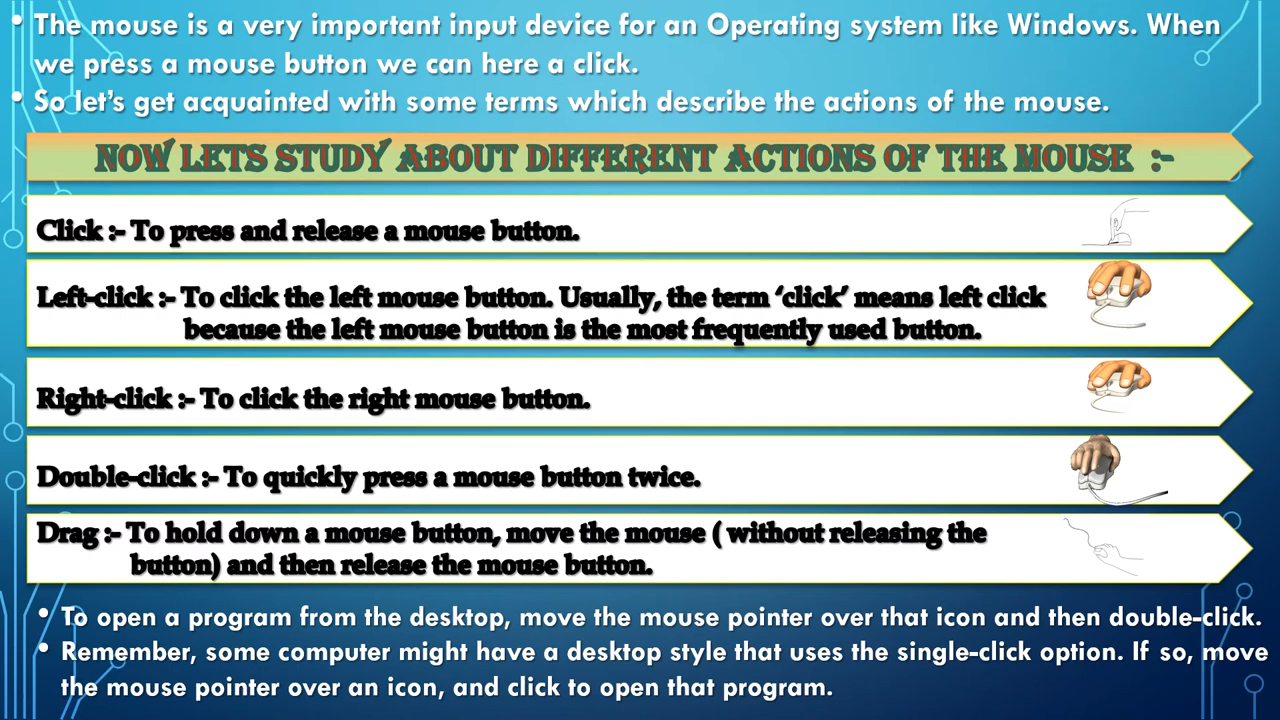 • The mouse is a very important input device for an Operating system like Windows. When
we press a mouse button we can here a click.
• So let's get acquainted with some terms which describe the actions of the mouse.
NOW LETS STUDY ABOUT DIFFERENT ACTIONS OF THE MOUSE :-
Click :- To press and release a mouse button.
Left-click :- To click the left mouse button. Usually, the term ‘click’ means left click
because the left mouse button is the most frequently used button.
Right-click :- To click the right mouse button.
Double-click :- To quickly press a mouse button twice.
Drag :- To hold down a mouse button, move the mouse ( without releasing the
button) and then release the mouse button.
• To open a program from the desktop, move the mouse pointer over that icon and then double-click.
• Remember, some computer might have a desktop style that uses the single-click option. If so, move
the mouse pointer over an icon, and click to open that program.